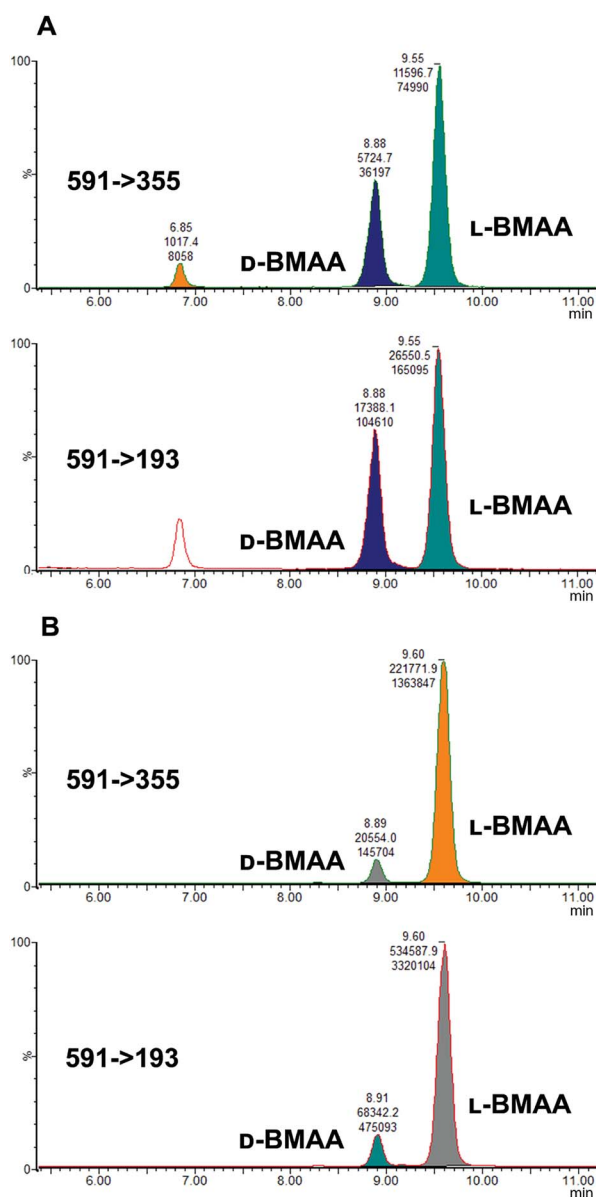 A
100
%
0
591->355
6.85
1017.4
8058
D-BMAA
8.88
5724.7
36197
9.55
11596.7
74990
L-BMAA
6.00 7.00 8.00 9.00 10.00 11.00
min
100
%
0
591->193
D-BMAA
8.88
17388.1
104610
9.55
26550.5
165095
L-BMAA
6.00 7.00 8.00 9.00 10.00 11.00
min
B
100
%
0
591->355
D-BMAA
8.89
20554.0
145704
9.60
221771.9
1363847
L-BMAA
6.00 7.00 8.00 9.00 10.00 11.00
min
100
%
0
591->193
D-BMAA
8.91
68342.2
475093
9.60
534587.9
3320104
L-BMAA
6.00 7.00 8.00 9.00 10.00 11.00
min